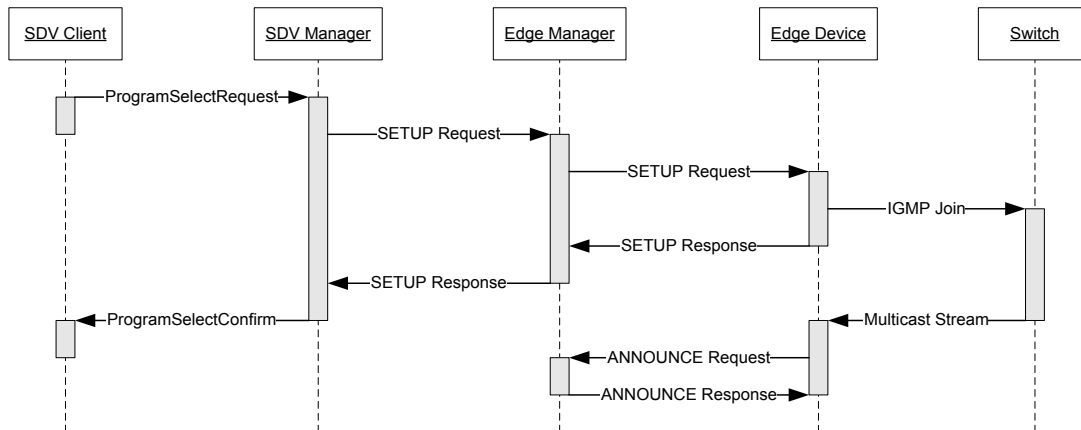 SDV Client
SDV Manager
Edge Manager
Edge Device
Switch
ProgramSelectRequest
SETUP Request
SETUP Request
IGMP Join
SETUP Response
SETUP Response
ProgramSelectConfirm
Multicast Stream
ANNOUNCE Request
ANNOUNCE Response